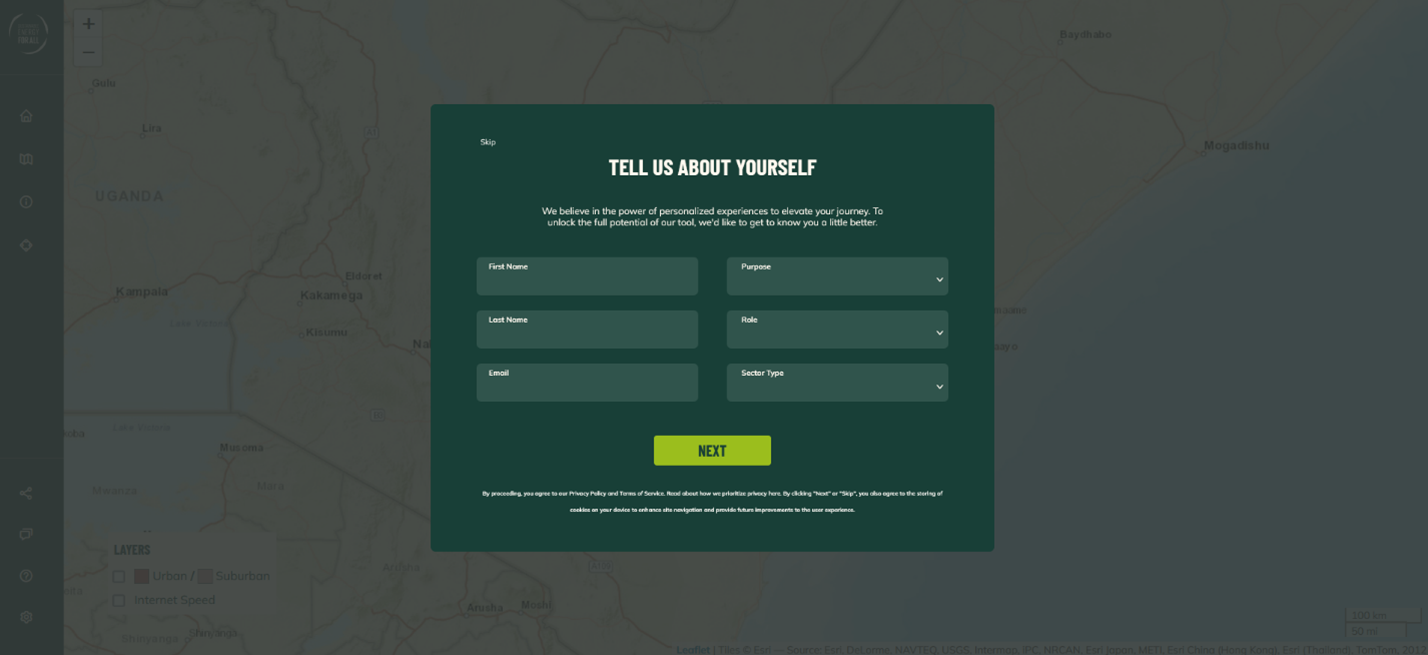 FOR ALL
+
−
Gulu
Lira
A3
UGANDA
Baydhabo
Mogadishu
Skip
TELL US ABOUT YOURSELF
We believe in the power of personalized experiences to elevate your journey. To
unlock the full potential of our tool, we'd like to get to know you a little better.
First Name
Purpose
Eldoret
Kampala
Kakamega
Last Name
Role
Kisumu
Email
Sector Type
Musoma
Mwanza
Mara
NEXT
By proceeding, you agree to our Privacy Policy and Terms of Service. Read about how we prioritize privacy here. By clicking "Next" or "Skip", you also agree to the storing of
cookies on your device to enhance site navigation and provide future improvements to the user experience.
LAYERS
Urban / Suburban
Internet Speed
Arusha
Moshi
Shinyanga
Shinyanga
100 km
50 mi
Leaflet | Tiles © Esri — Source: Esri, DeLorme, NAVTEQ, USGS, Intermap, iPC, NRCAN, Esri Japan, METI, Esri China (Hong Kong), Esri (Thailand), TomTom,